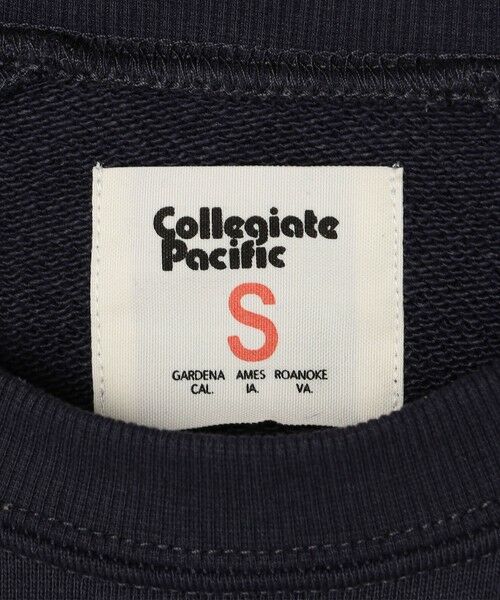 Collegiate
Pacific
S
GARDENA AMES ROANOKE
CAL. IA. VA.